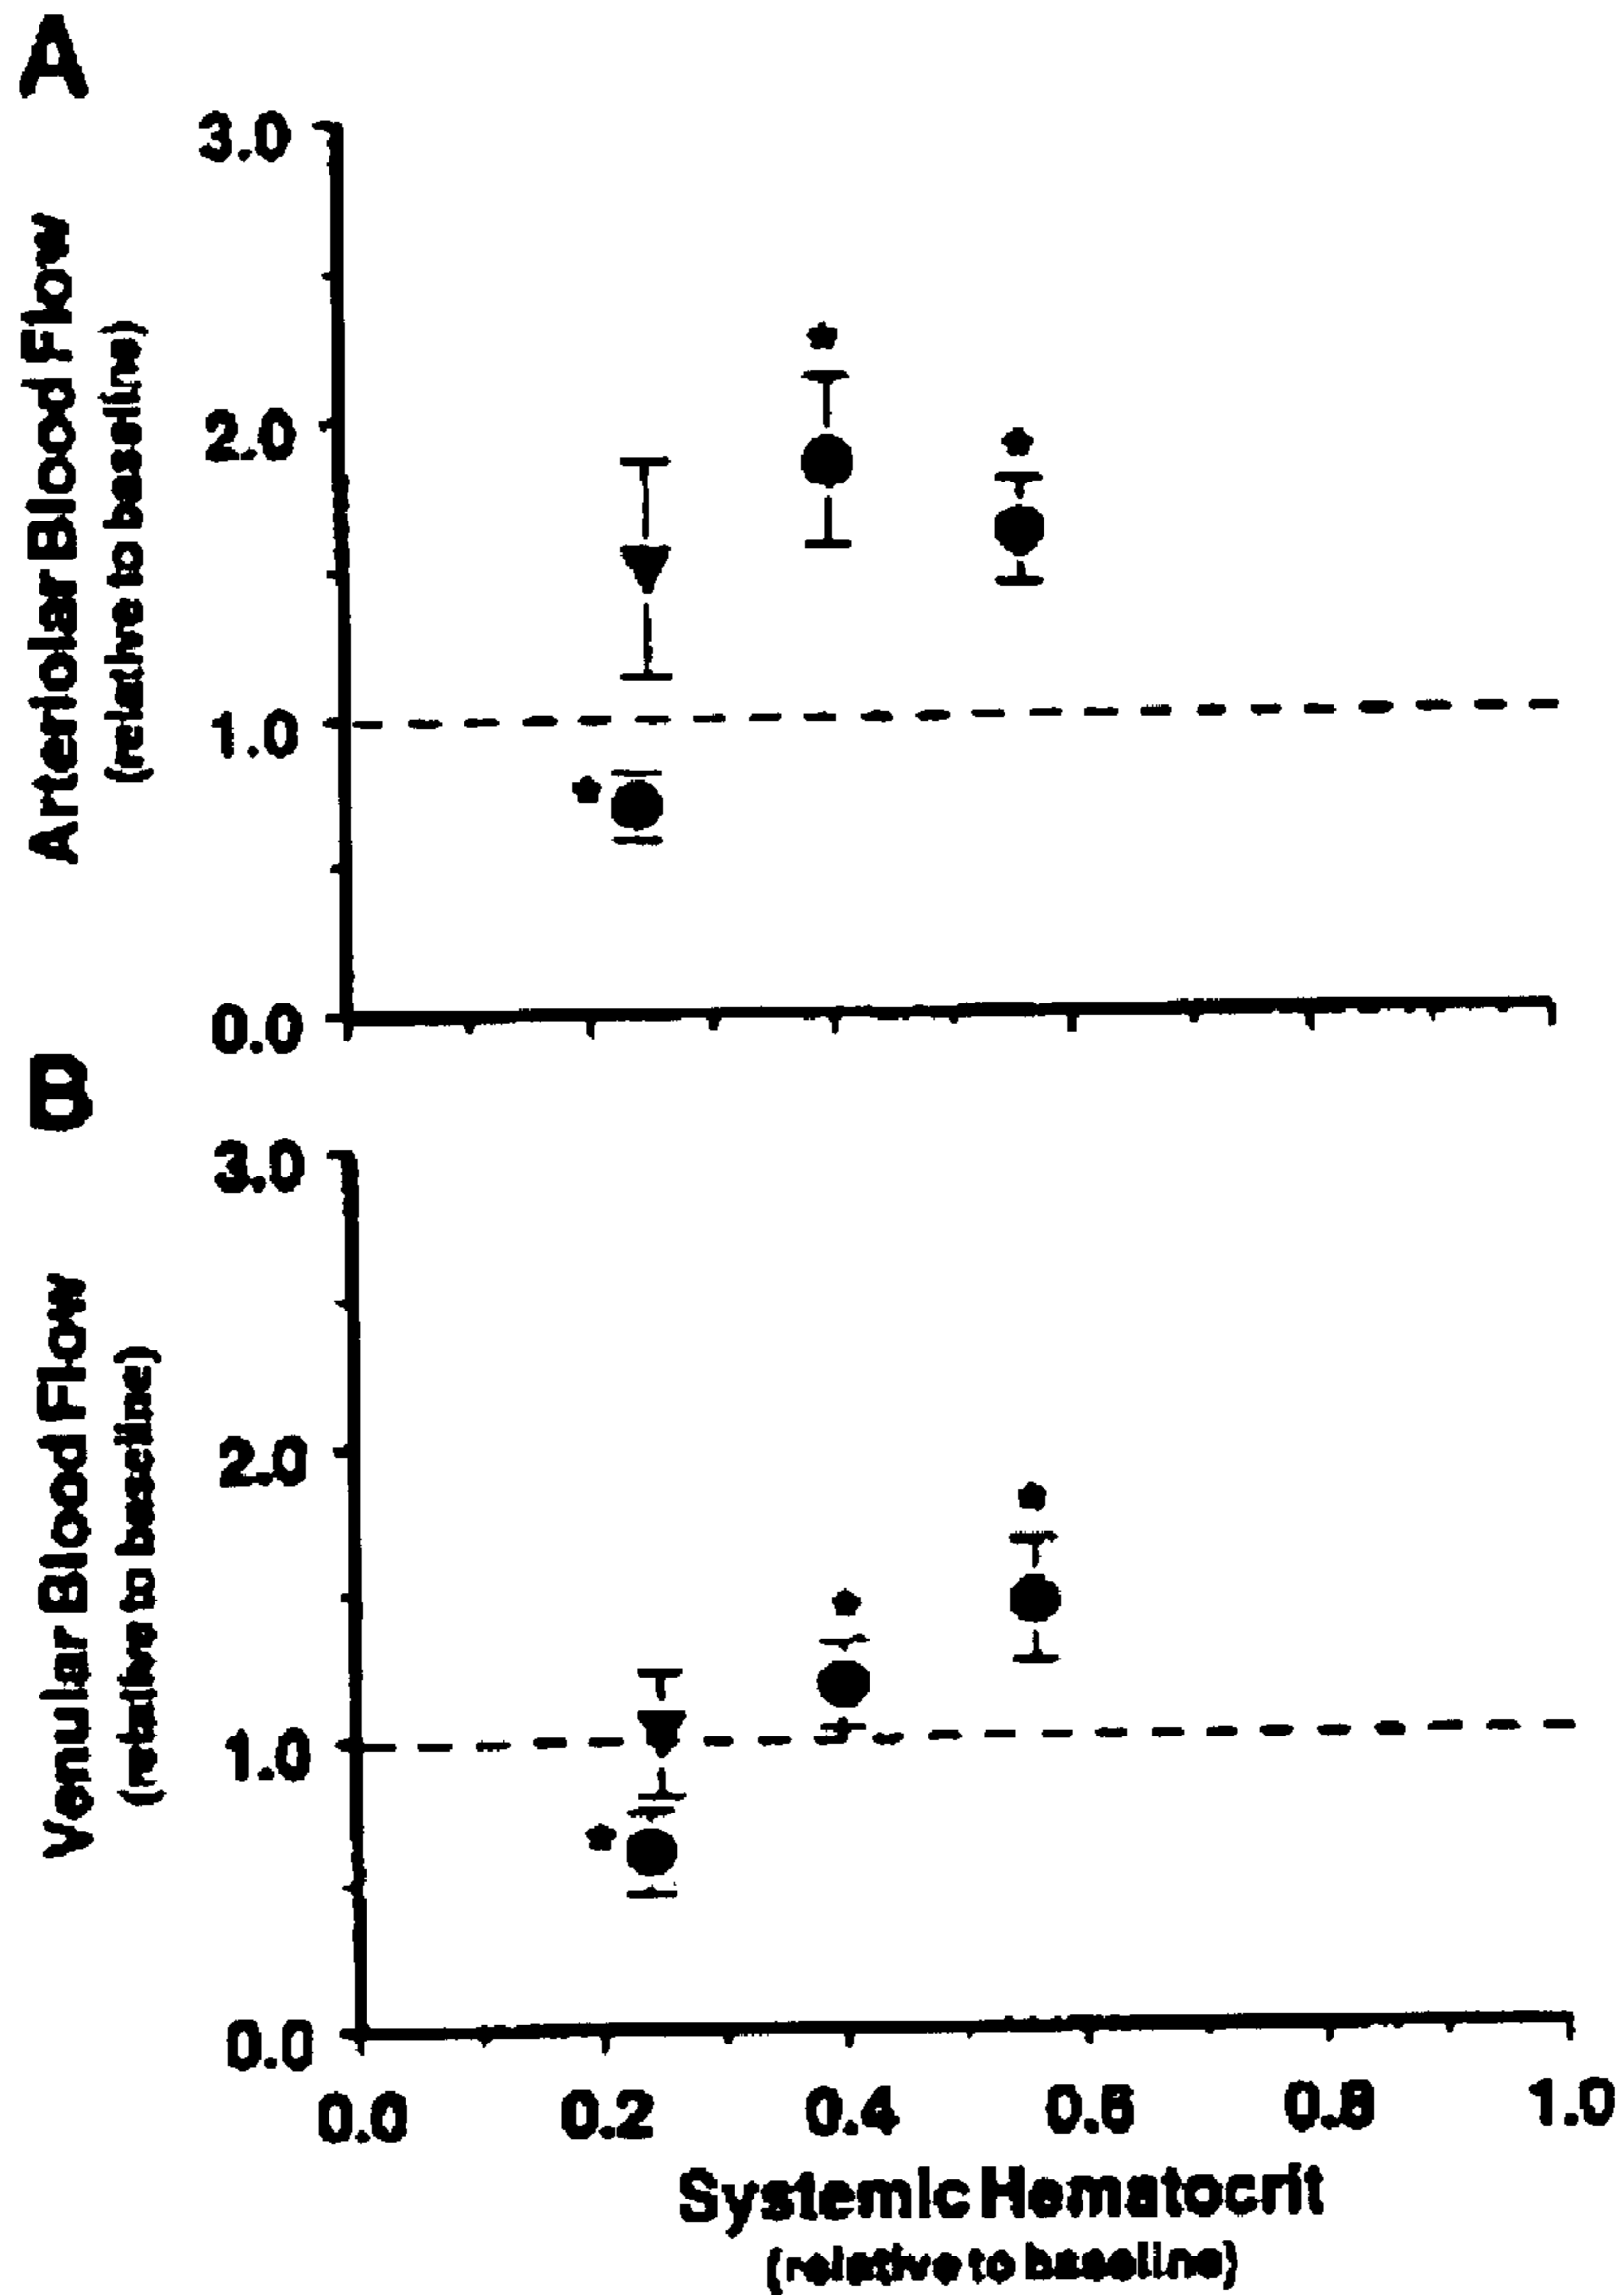 A
3.0
2.0
1.0
0.0
Arteriolar Blood Flow
(relative to baseline)
B
3.0
2.0
1.0
0.0
Venular Blood Flow
(relative to baseline)
0.0 0.2 0.4 0.6 0.8 1.0
Systemic Hematocrit
(relative to baseline)